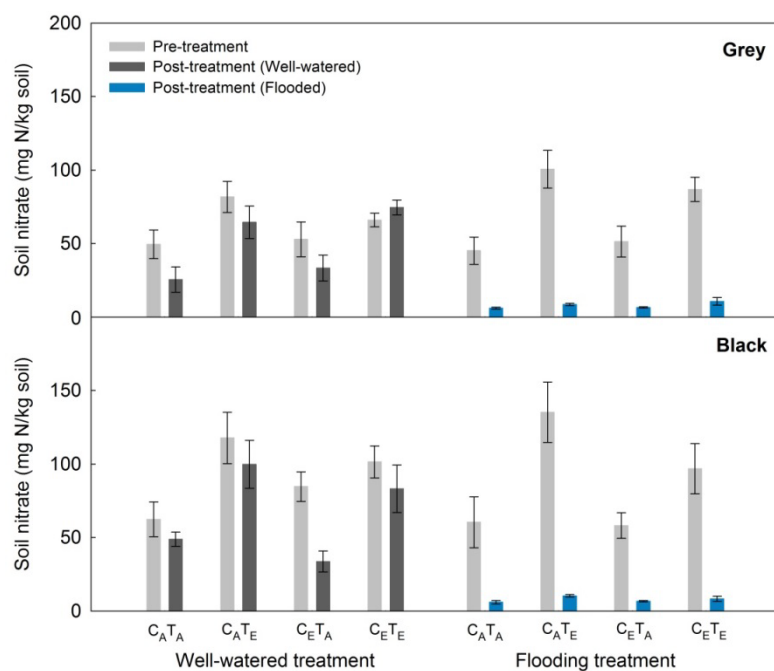 200
Grey
Pre-treatment
Post-treatment (Well-watered)
Post-treatment (Flooded)
150
100
50
0
Soil nitrate (mg N/kg soil)
Black
150
100
50
0
Soil nitrate (mg N/kg soil)
CATA CATE CETA CETE CATA CATE CETA CETE
Well-watered treatment Flooding treatment